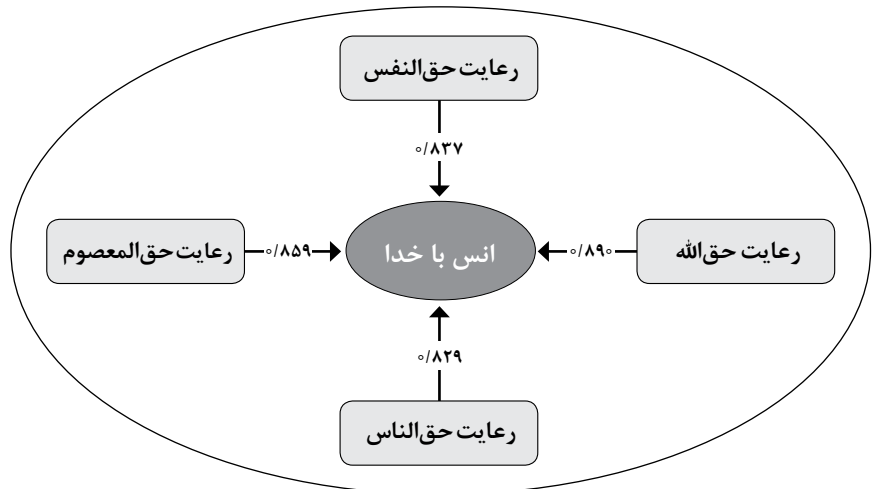 رعایت حق‌النفس
۰/۸۳۷
رعایت حق‌الله
۰/۸۹۰
انس با خدا
۰/۸۵۹
رعایت حق‌المعصوم
۰/۸۲۹
رعایت حق‌الناس